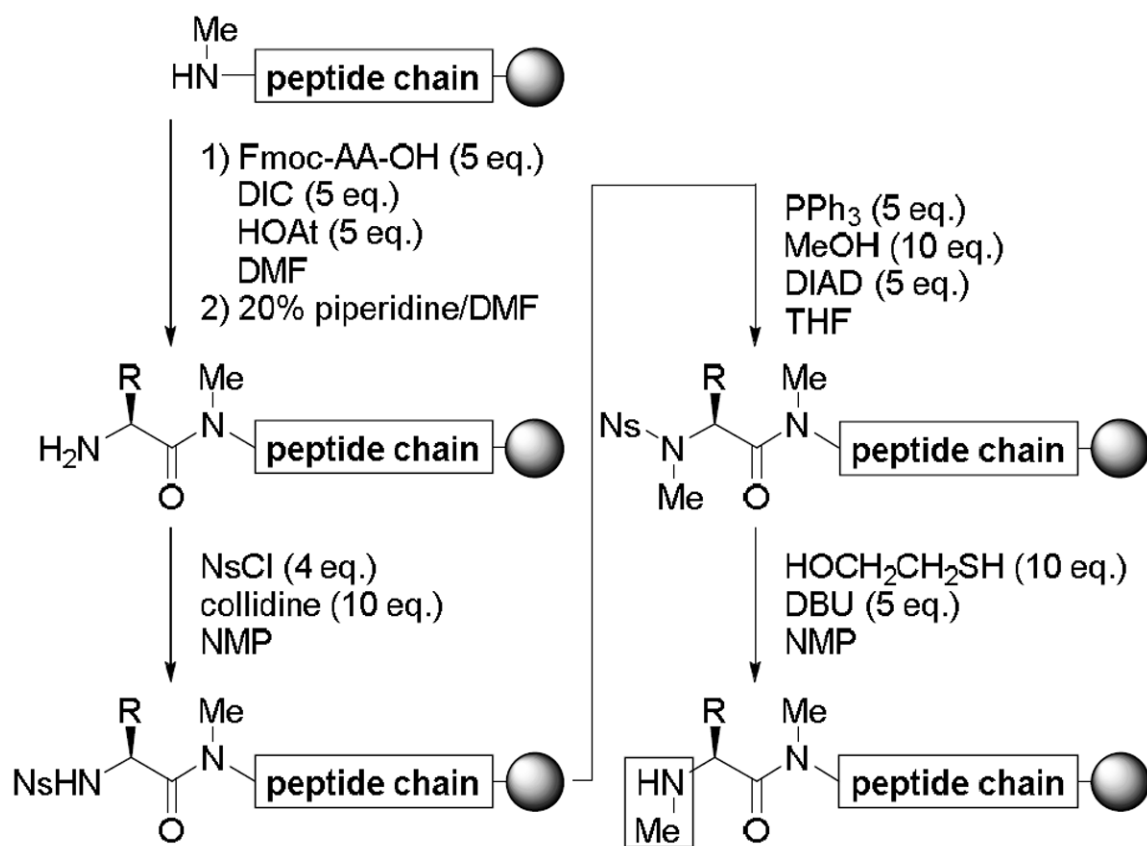 Me
HN
peptide chain
1) Fmoc-AA-OH (5 eq.)
DIC (5 eq.)
HOAt (5 eq.)
DMF
2) 20% piperidine/DMF
R Me
H₂N N peptide chain
O
NsCl (4 eq.)
collidine (10 eq.)
NMP
R Me
NsHN N peptide chain
O
PPh₃ (5 eq.)
MeOH (10 eq.)
DIAD (5 eq.)
THF
R Me
Ns N N peptide chain
Me O
HOCH₂CH₂SH (10 eq.)
DBU (5 eq.)
NMP
R Me
HN N peptide chain
Me O